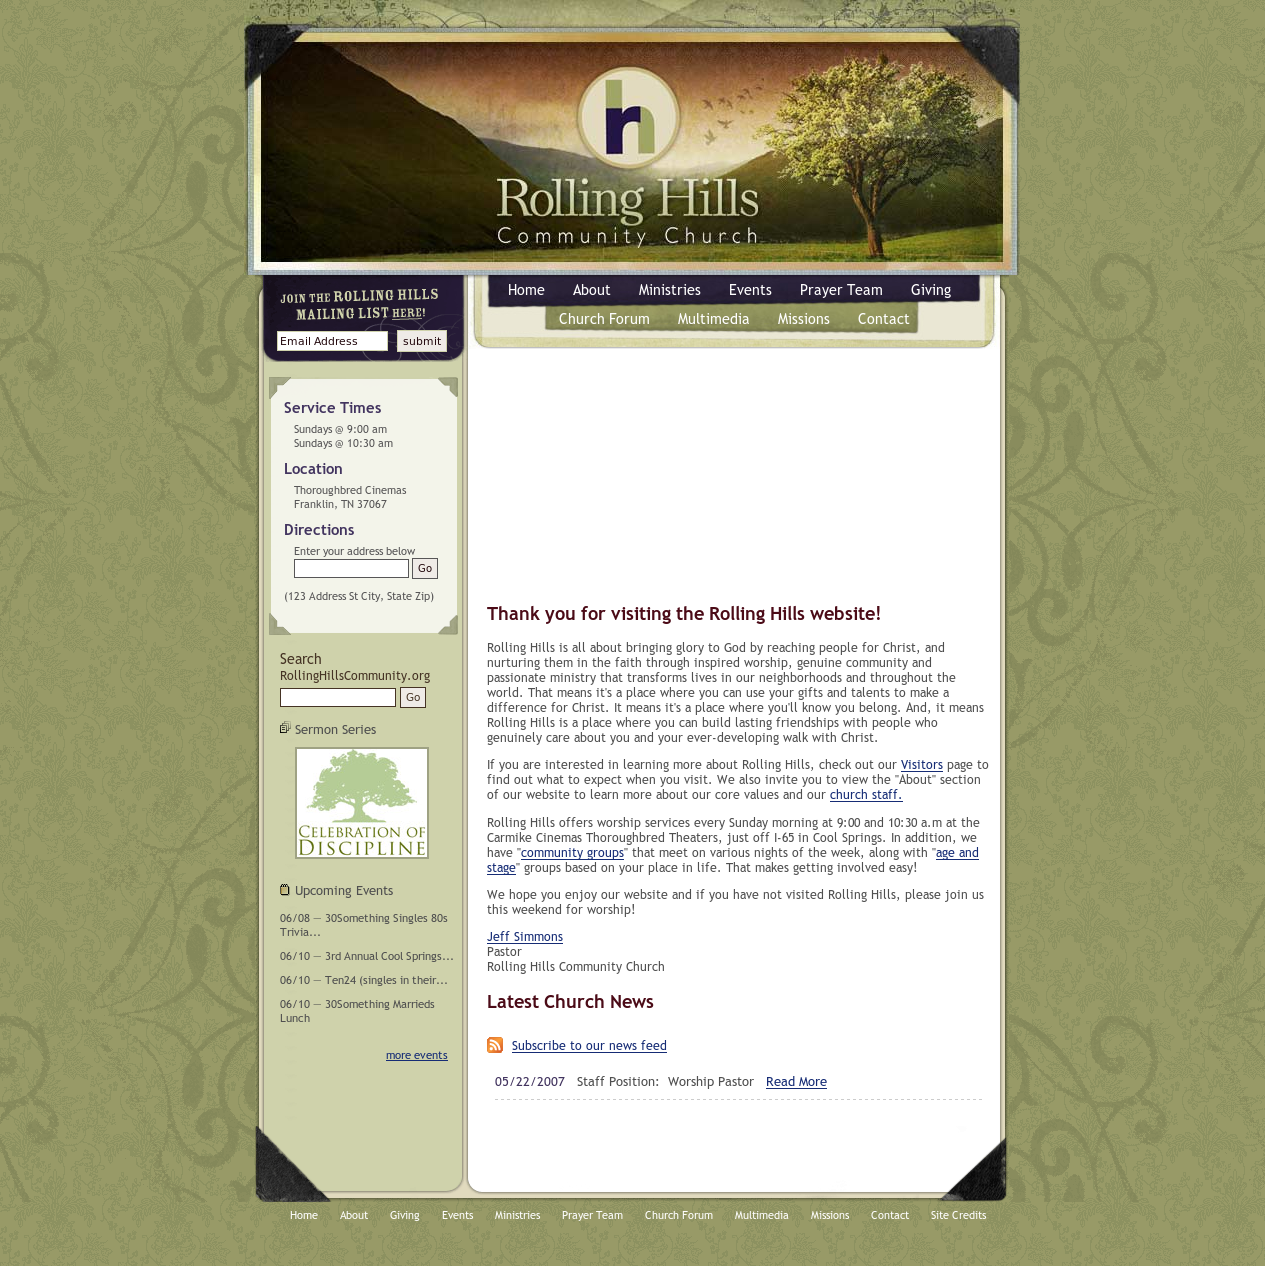 Rolling Hills
Community Church
JOIN THE ROLLING HILLS
MAILING LIST HERE!
Email Address submit
Home About Ministries Events Prayer Team Giving
Church Forum Multimedia Missions Contact
Service Times
Sundays @ 9:00 am
Sundays @ 10:30 am
Location
Thoroughbred Cinemas
Franklin, TN 37067
Directions
Enter your address below
Go
(123 Address St City, State Zip)
Search
RollingHillsCommunity.org
Go
Sermon Series
CELEBRATION OF
DISCIPLINE
Upcoming Events
06/08 — 30Something Singles 80s
Trivia...
06/10 — 3rd Annual Cool Springs...
06/10 — Ten24 (singles in their...
06/10 — 30Something Marrieds
Lunch
more events
Thank you for visiting the Rolling Hills website!
Rolling Hills is all about bringing glory to God by reaching people for Christ, and
nurturing them in the faith through inspired worship, genuine community and
passionate ministry that transforms lives in our neighborhoods and throughout the
world. That means it's a place where you can use your gifts and talents to make a
difference for Christ. It means it's a place where you'll know you belong. And, it means
Rolling Hills is a place where you can build lasting friendships with people who
genuinely care about you and your ever-developing walk with Christ.
If you are interested in learning more about Rolling Hills, check out our Visitors page to
find out what to expect when you visit. We also invite you to view the "About" section
of our website to learn more about our core values and our church staff.
Rolling Hills offers worship services every Sunday morning at 9:00 and 10:30 a.m at the
Carmike Cinemas Thoroughbred Theaters, just off I-65 in Cool Springs. In addition, we
have "community groups" that meet on various nights of the week, along with "age and
stage" groups based on your place in life. That makes getting involved easy!
We hope you enjoy our website and if you have not visited Rolling Hills, please join us
this weekend for worship!
Jeff Simmons
Pastor
Rolling Hills Community Church
Latest Church News
Subscribe to our news feed
05/22/2007 Staff Position: Worship Pastor Read More
Home About Giving Events Ministries Prayer Team Church Forum Multimedia Missions Contact Site Credits